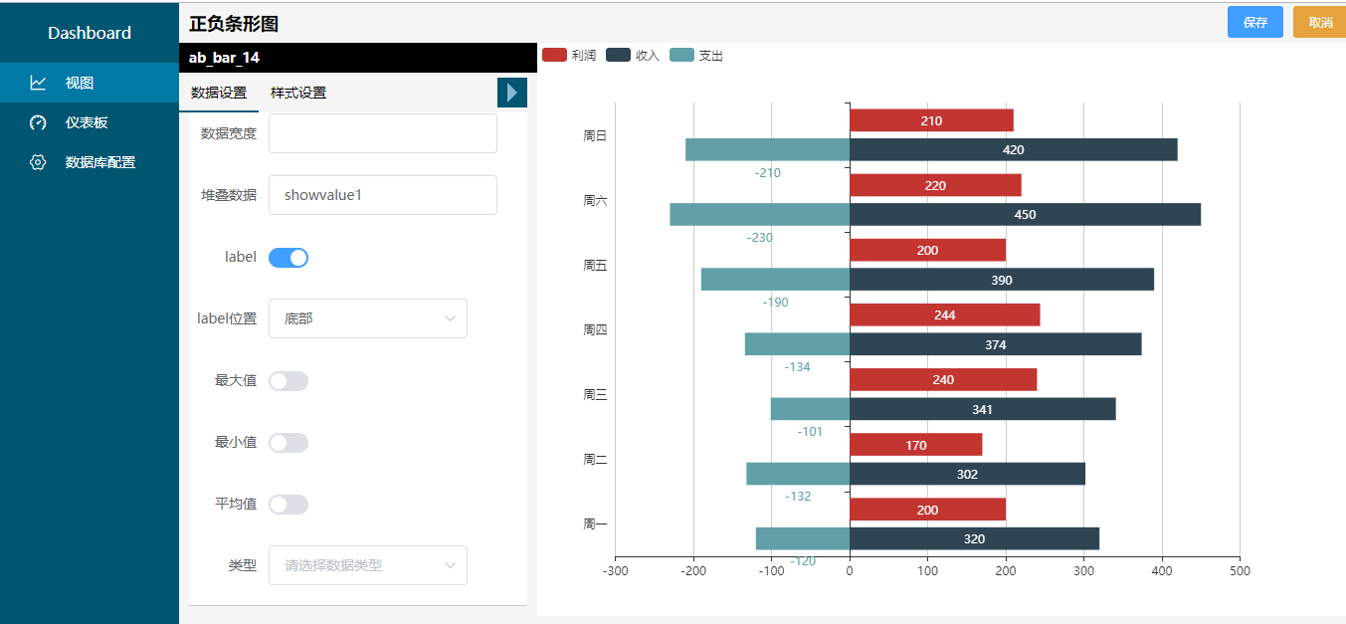 Dashboard
视图
仪表板
数据库配置
正负条形图
保存
取消
ab_bar_14
数据设置
样式设置
数据宽度
堆叠数据
showvalue1
label
label位置
底部
最大值
最小值
平均值
类型
请选择数据类型
利润 收入 支出
周日
210
420
-210
周六
220
450
-230
周五
200
390
-190
周四
244
374
-134
周三
240
341
-101
周二
170
302
-132
周一
200
320
-120
-300 -200 -100 0 100 200 300 400 500